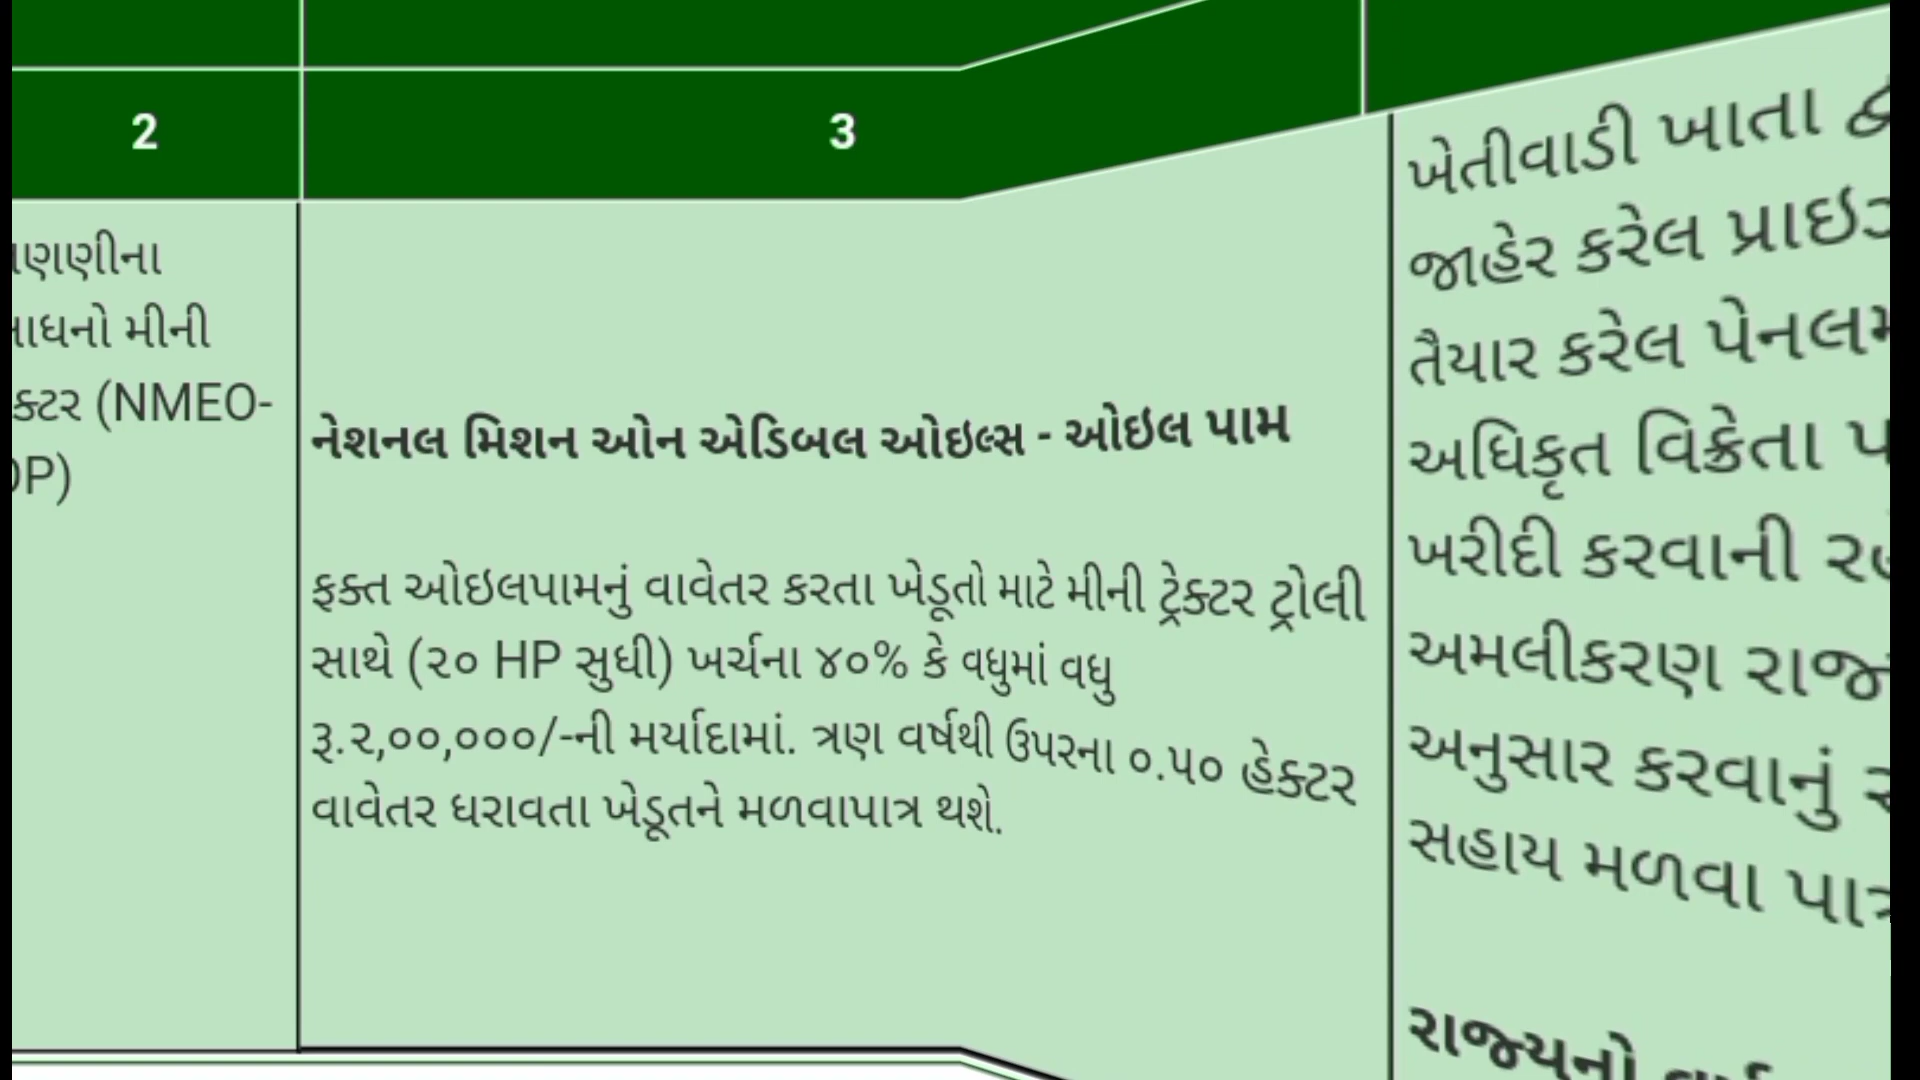 2
3
મીની
(NMEO-
નેશનલ મિશન ઓન એડિબલ ઓઇલ્સ - ઓઇલ પામ
ફક્ત ઓઇલપામનું વાવેતર કરતા ખેડૂતો માટે મીની ટ્રેક્ટર ટ્રોલી
સાથે (૨૦ HP સુધી) ખર્ચના ૪૦% કે વધુમાં વધુ
રૂ.૨,૦૦,૦૦૦/-ની મર્યાદામાં. ત્રણ વર્ષથી ઉપરના ૦.૫૦ હેક્ટર
વાવેતર ધરાવતા ખેડૂતને મળવાપાત્ર થશે.
ખેતીવાડી ખાતા
જાહેર કરેલ
તૈયાર કરેલ
અધિકૃત વિક્રેતા
ખરીદી કરવાની
અમલીકરણ
અનુસાર કરવાનું
સહાય મળવા
રાજ્યનો